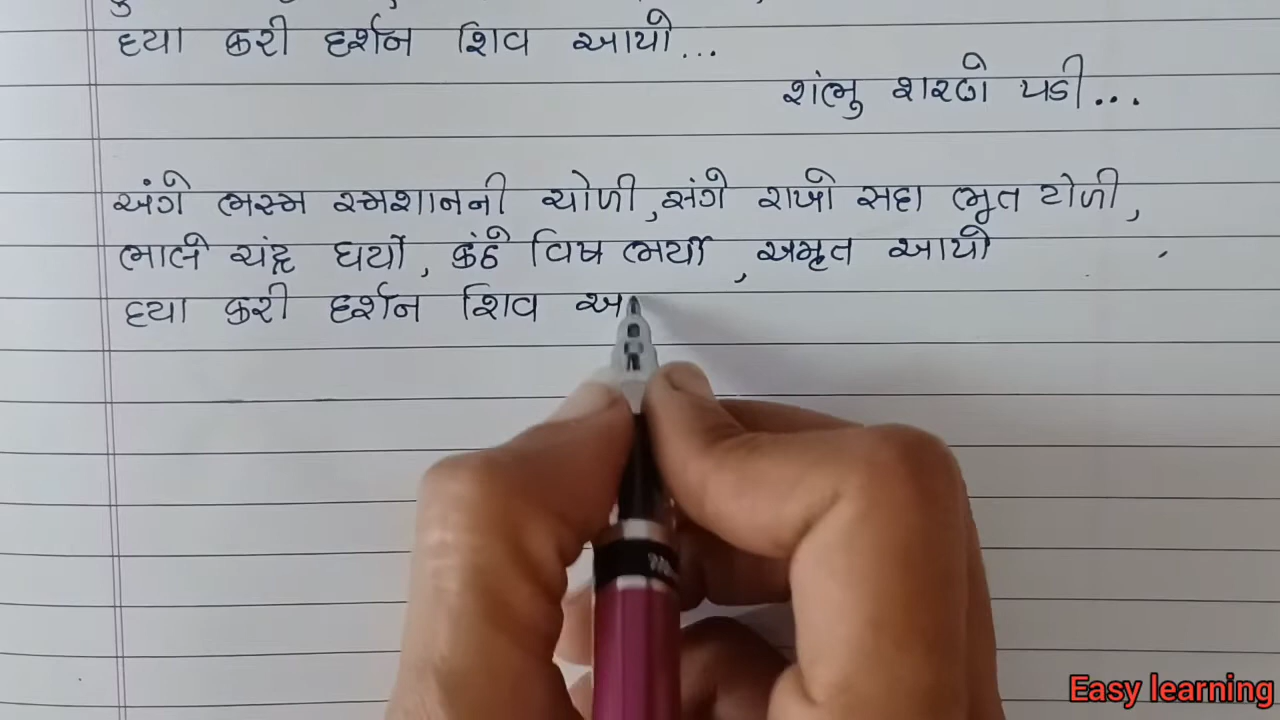 દયા કરી દર્શન શિવ આપો...
શંભુ શરણે પડી...
અંગે ભસ્મ સ્મશાનની ચોળી, સંગે રાખો સદા ભૂત ટોળી,
ભાલે ચંદ્ર ધર્યો, કંઠે વિષ ભર્યો, અમૃત આપો
દયા કરી દર્શન શિવ અ
Easy learning